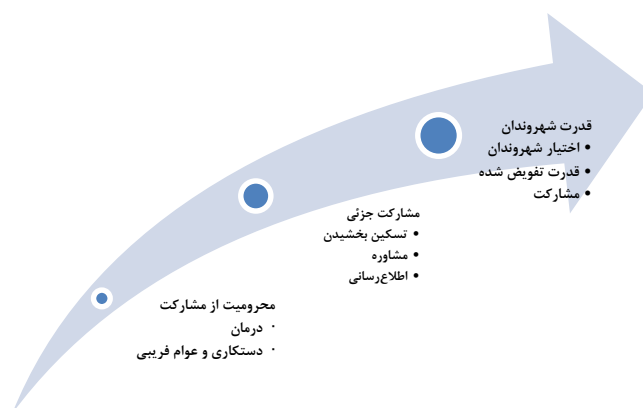 قدرت شهروندان
• اختیار شهروندان
• قدرت تفویض شده
• مشارکت
مشارکت جزئی
• تسکین بخشیدن
• مشاوره
• اطلاع‌رسانی
محرومیت از مشارکت
· درمان
· دستکاری و عوام فریبی